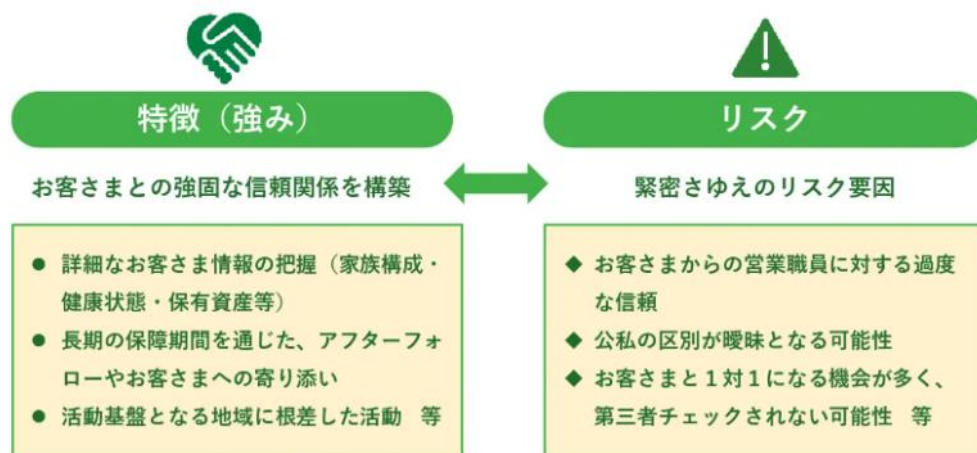 特徴（強み）
お客さまとの強固な信頼関係を構築
● 詳細なお客さま情報の把握（家族構成・
健康状態・保有資産等）
● 長期の保障期間を通じた、アフターフォ
ローやお客さまへの寄り添い
● 活動基盤となる地域に根差した活動　等
リスク
緊密さゆえのリスク要因
◆ お客さまからの営業職員に対する過度
な信頼
◆ 公私の区別が曖昧となる可能性
◆ お客さまと１対１になる機会が多く、
第三者チェックされない可能性　等